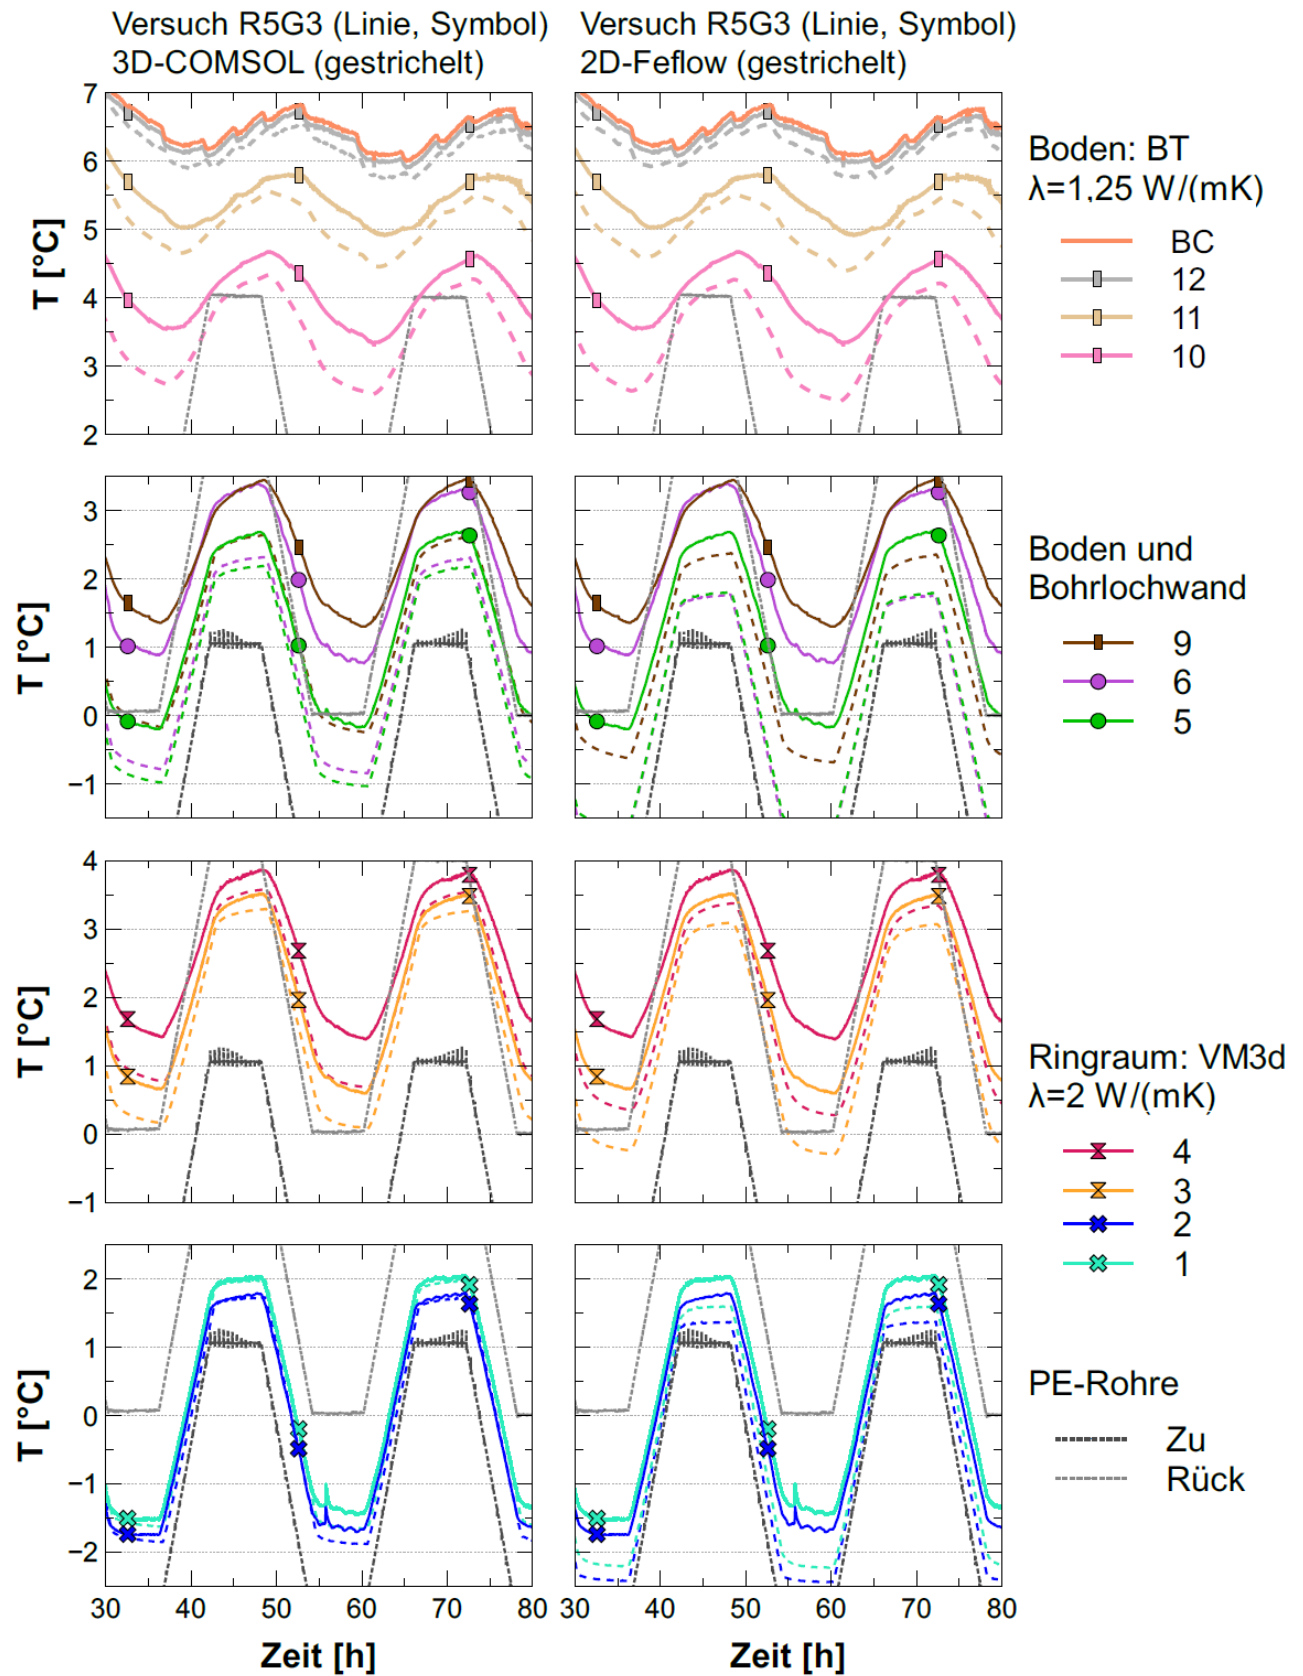 Versuch R5G3 (Linie, Symbol)
3D-COMSOL (gestrichelt)
Versuch R5G3 (Linie, Symbol)
2D-Feflow (gestrichelt)
7
6
5
4
3
2
T [°C]
Boden: BT
λ=1,25 W/(mK)
BC
12
11
10
3
2
1
0
−1
T [°C]
Boden und
Bohrlochwand
9
6
5
4
3
2
1
0
−1
T [°C]
Ringraum: VM3d
λ=2 W/(mK)
4
3
2
1
2
1
0
−1
−2
T [°C]
PE-Rohre
Zu
Rück
30 40 50 60 70 80
30 40 50 60 70 80
Zeit [h]
Zeit [h]